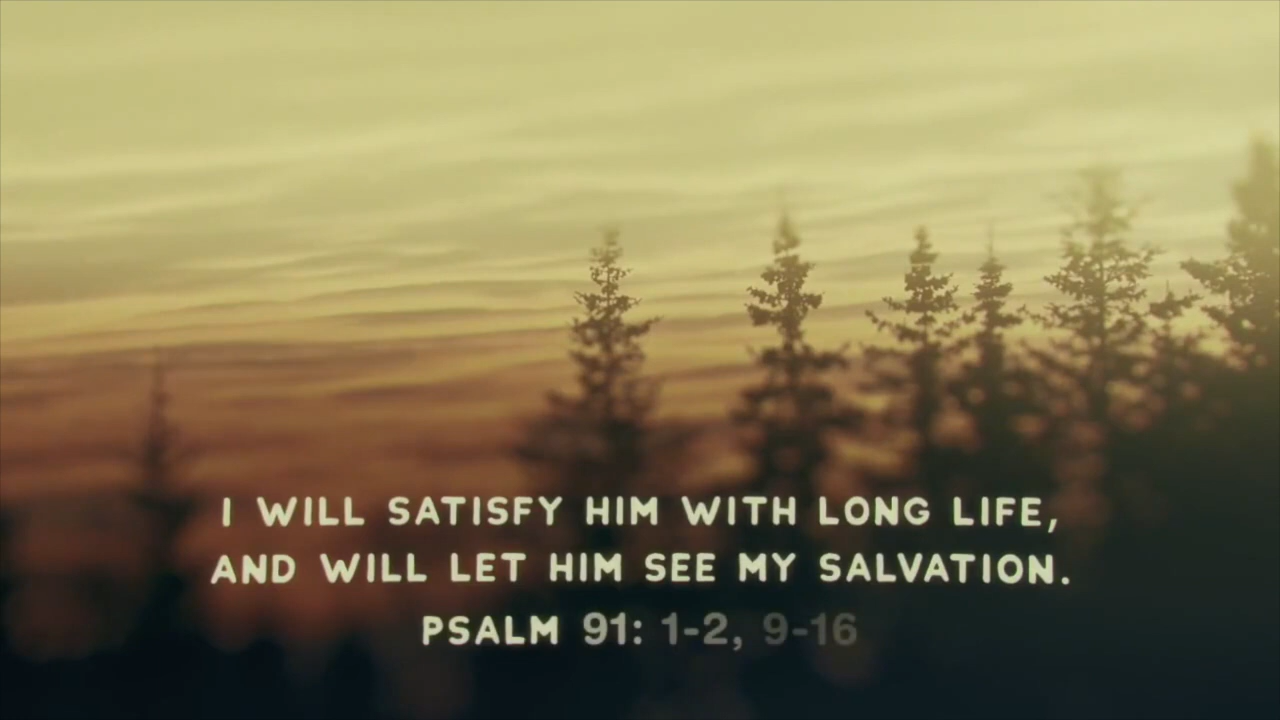 I WILL SATISFY HIM WITH LONG LIFE,
AND WILL LET HIM SEE MY SALVATION.
PSALM 91: 1-2, 9-16